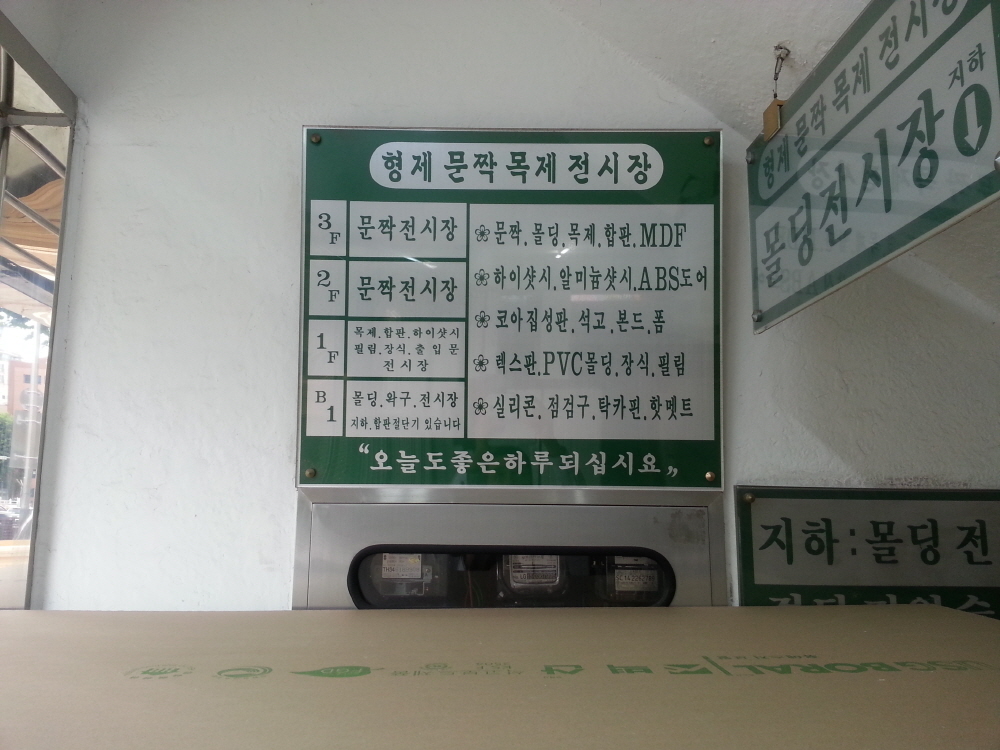 형제 문짝 목제 전시장
3F 문짝전시장
2F 문짝전시장
1F 목제.합판.하이샷시
필림.장식.출입문
전시장
B1 몰딩.왁구.전시장
지하.합판절단기 있습니다
문짝.몰딩.목제.합판.MDF
하이샷시.알미늄샷시.ABS도어
코아집성판.석고.본드.폼
렉스판.PVC몰딩.장식.필림
실리콘.점검구.탁카핀.핫멧트
"오늘도좋은하루되십시요„
형제 문짝 목제 전시장
몰딩전시장
지하
지하:몰딩 전
USG BORAL